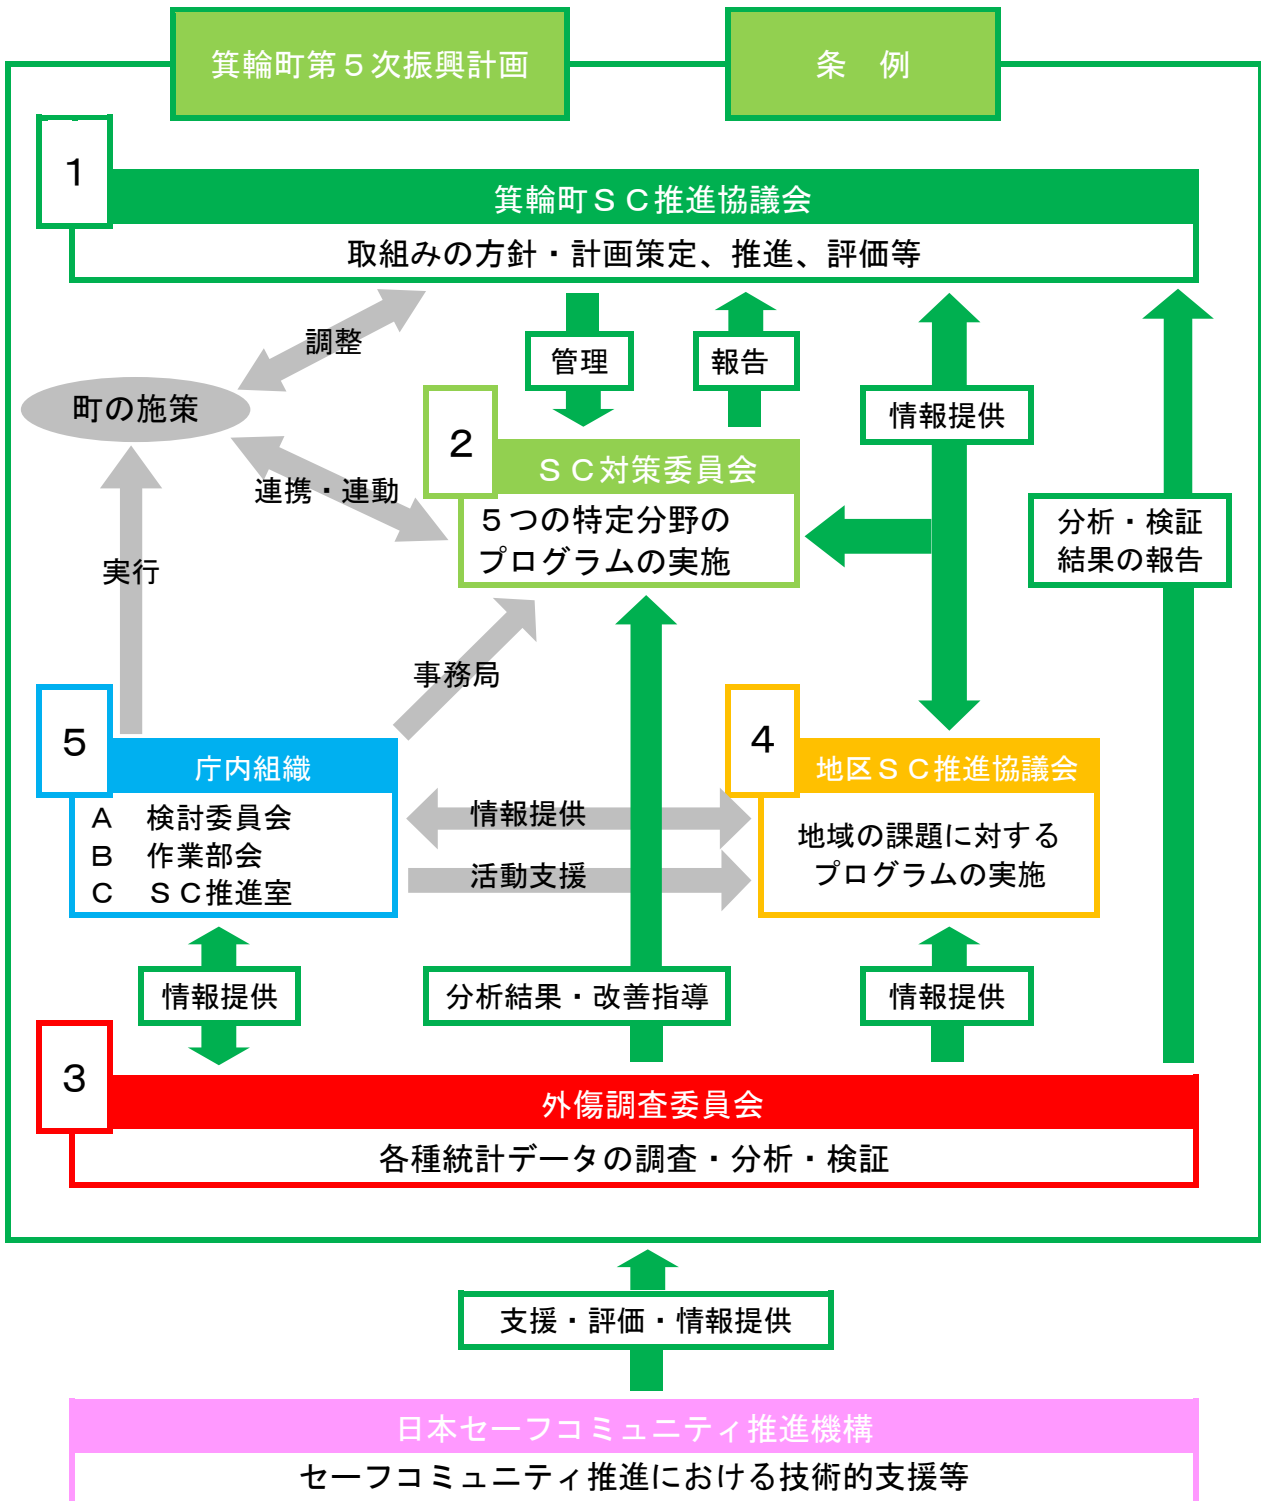 箕輪町第５次振興計画
条　例
１
箕輪町ＳＣ推進協議会
取組みの方針・計画策定、推進、評価等
調整
管理
報告
町の施策
情報提供
２
ＳＣ対策委員会
５つの特定分野の
プログラムの実施
連携・連動
分析・検証
結果の報告
実行
事務局
５
庁内組織
Ａ　検討委員会
Ｂ　作業部会
Ｃ　ＳＣ推進室
４
地区ＳＣ推進協議会
地域の課題に対する
プログラムの実施
情報提供
活動支援
情報提供
分析結果・改善指導
情報提供
３
外傷調査委員会
各種統計データの調査・分析・検証
支援・評価・情報提供
日本セーフコミュニティ推進機構
セーフコミュニティ推進における技術的支援等